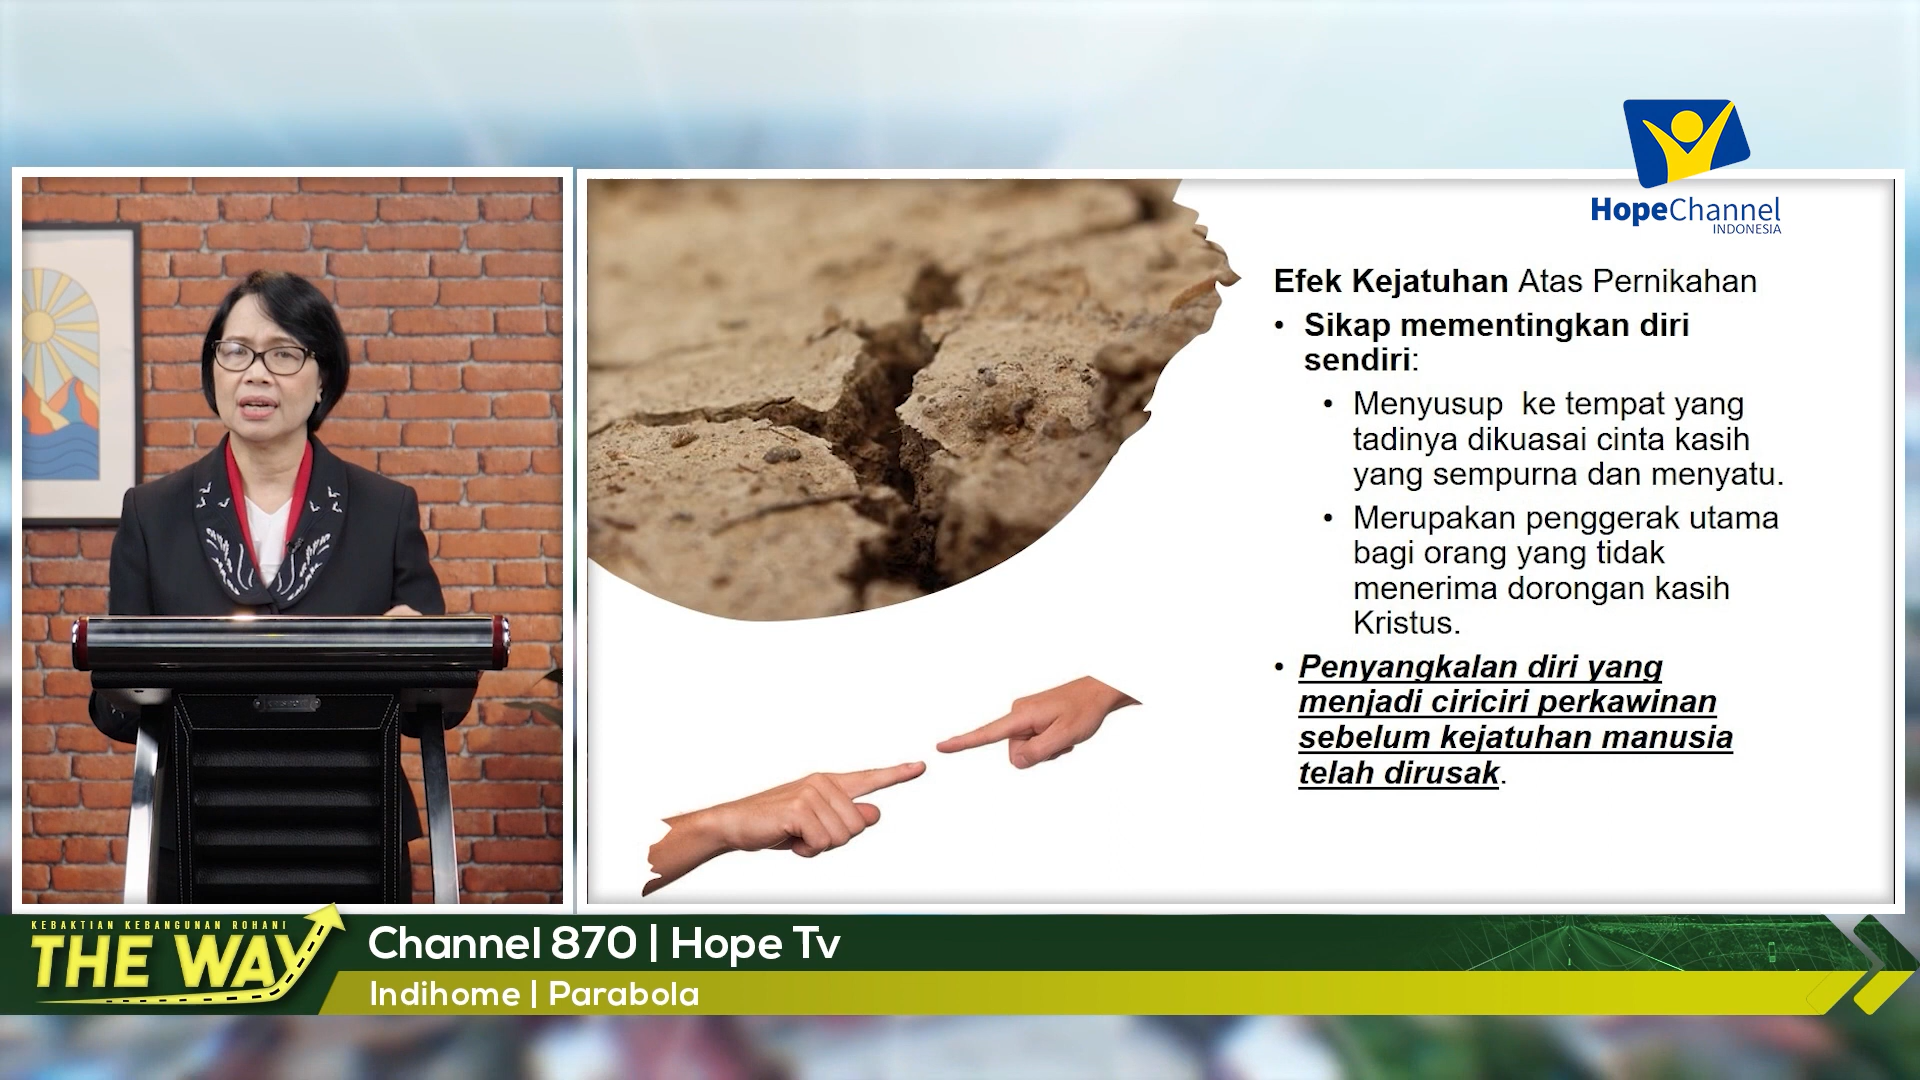 HopeChannel
INDONESIA
Efek Kejatuhan Atas Pernikahan
• Sikap mementingkan diri
sendiri:
• Menyusup ke tempat yang
tadinya dikuasai cinta kasih
yang sempurna dan menyatu.
• Merupakan penggerak utama
bagi orang yang tidak
menerima dorongan kasih
Kristus.
• Penyangkalan diri yang
menjadi ciriciri perkawinan
sebelum kejatuhan manusia
telah dirusak.
KEBAKTIAN KEBANGUNAN ROHANI
THE WAY
Channel 870 | Hope Tv
Indihome | Parabola